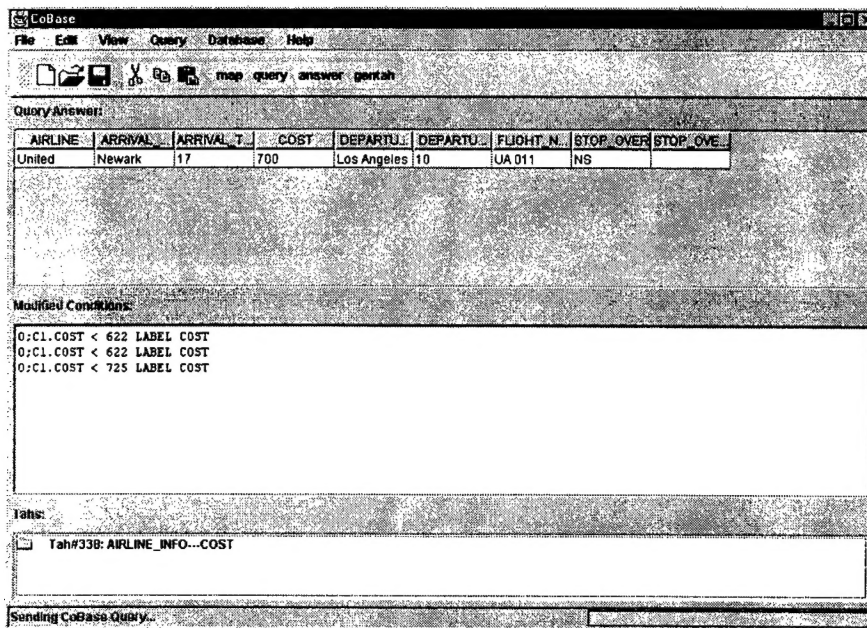 CoBase
File Edit View Query Database Help
map query answer gentah
Query Answer:
AIRLINE ARRIVAL_... ARRIVAL_T... COST DEPARTU... DEPARTU... FLIGHT_N... STOP_OVER STOP_OVE...
United Newark 17 700 Los Angeles 10 UA 011 NS
Modified Conditions:
0;C1.COST < 622 LABEL COST
0;C1.COST < 622 LABEL COST
0;C1.COST < 725 LABEL COST
Tahs:
Tah#338: AIRLINE_INFO---COST
Sending CoBase Query...